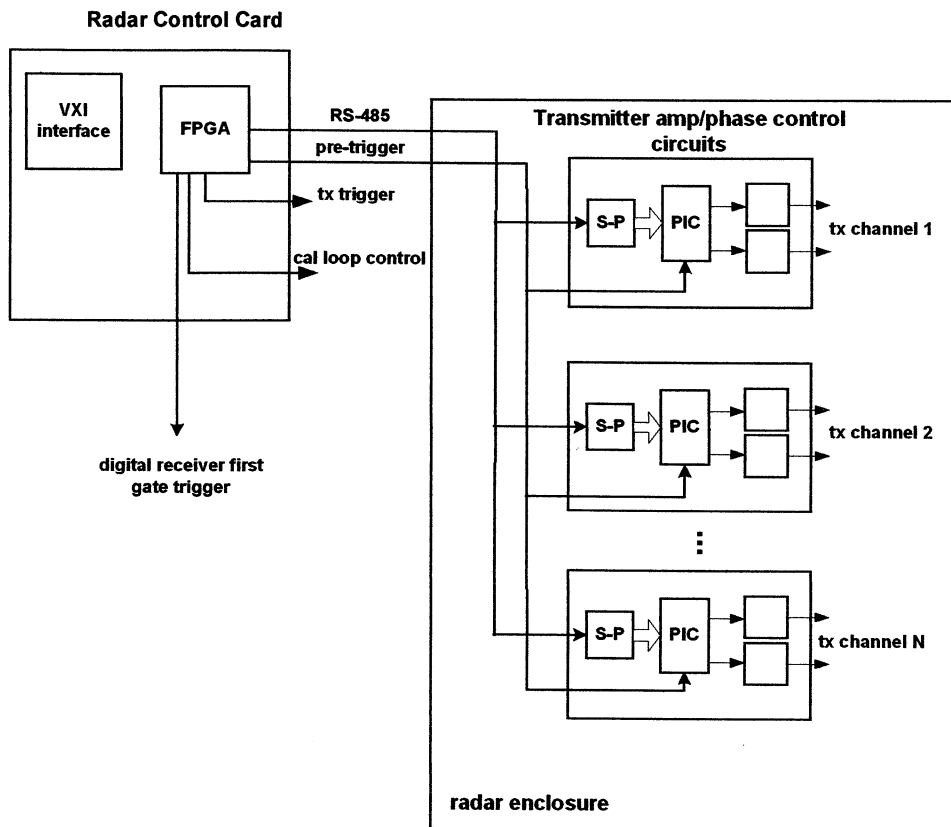 Radar Control Card
VXI
interface
FPGA
RS-485
pre-trigger
tx trigger
cal loop control
digital receiver first
gate trigger
Transmitter amp/phase control
circuits
S-P
PIC
tx channel 1
S-P
PIC
tx channel 2
...
S-P
PIC
tx channel N
radar enclosure